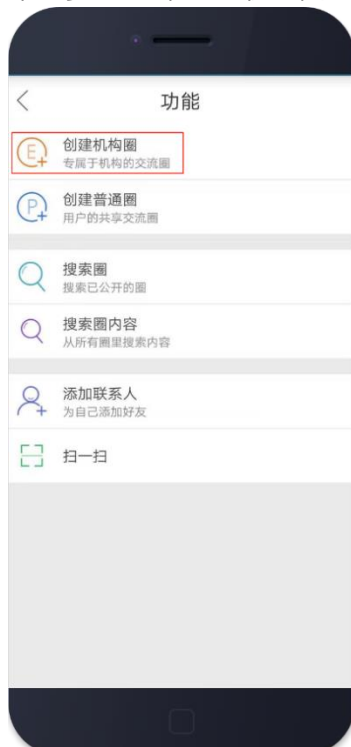 功能
创建机构圈
专属于机构的交流圈
创建普通圈
用户的共享交流圈
搜索圈
搜索已公开的圈
搜索圈内容
从所有圈里搜索内容
添加联系人
为自己添加好友
扫一扫